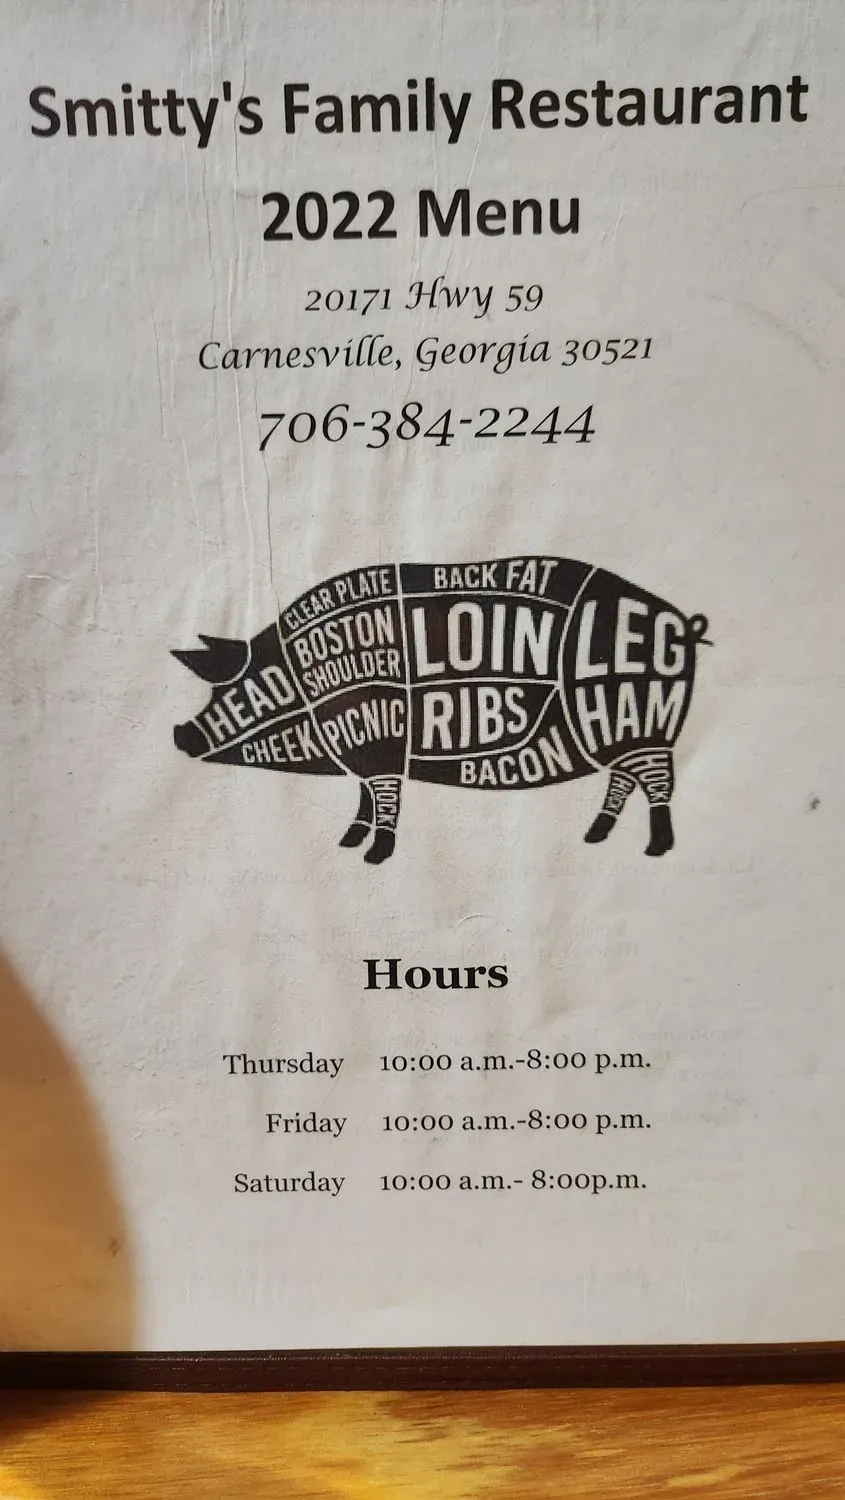 Smitty's Family Restaurant
2022 Menu
20171 Hwy 59
Carnesville, Georgia 30521
706-384-2244
CLEAR PLATE
BACK FAT
BOSTON
SHOULDER
LOIN
LEG
HEAD
CHEEK
PICNIC
RIBS
HAM
BACON
HOCK
HOCK
HOCK
Hours
Thursday 10:00 a.m.-8:00 p.m.
Friday 10:00 a.m.-8:00 p.m.
Saturday 10:00 a.m.- 8:00p.m.